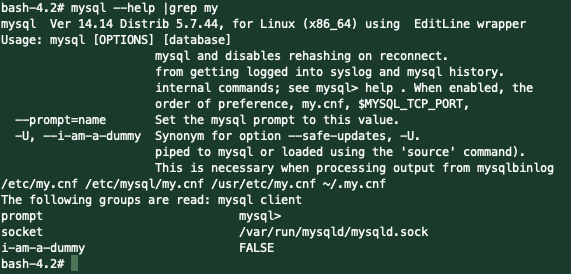 bash-4.2# mysql --help |grep my
mysql  Ver 14.14 Distrib 5.7.44, for Linux (x86_64) using  EditLine wrapper
Usage: mysql [OPTIONS] [database]
                      mysql and disables rehashing on reconnect.
                      from getting logged into syslog and mysql history.
                      internal commands; see mysql> help . When enabled, the
                      order of preference, my.cnf, $MYSQL_TCP_PORT,
  --prompt=name       Set the mysql prompt to this value.
  -U, --i-am-a-dummy  Synonym for option --safe-updates, -U.
                      piped to mysql or loaded using the 'source' command).
                      This is necessary when processing output from mysqlbinlog
/etc/my.cnf /etc/mysql/my.cnf /usr/etc/my.cnf ~/.my.cnf
The following groups are read: mysql client
prompt                            mysql>
socket                            /var/run/mysqld/mysqld.sock
i-am-a-dummy                      FALSE
bash-4.2#